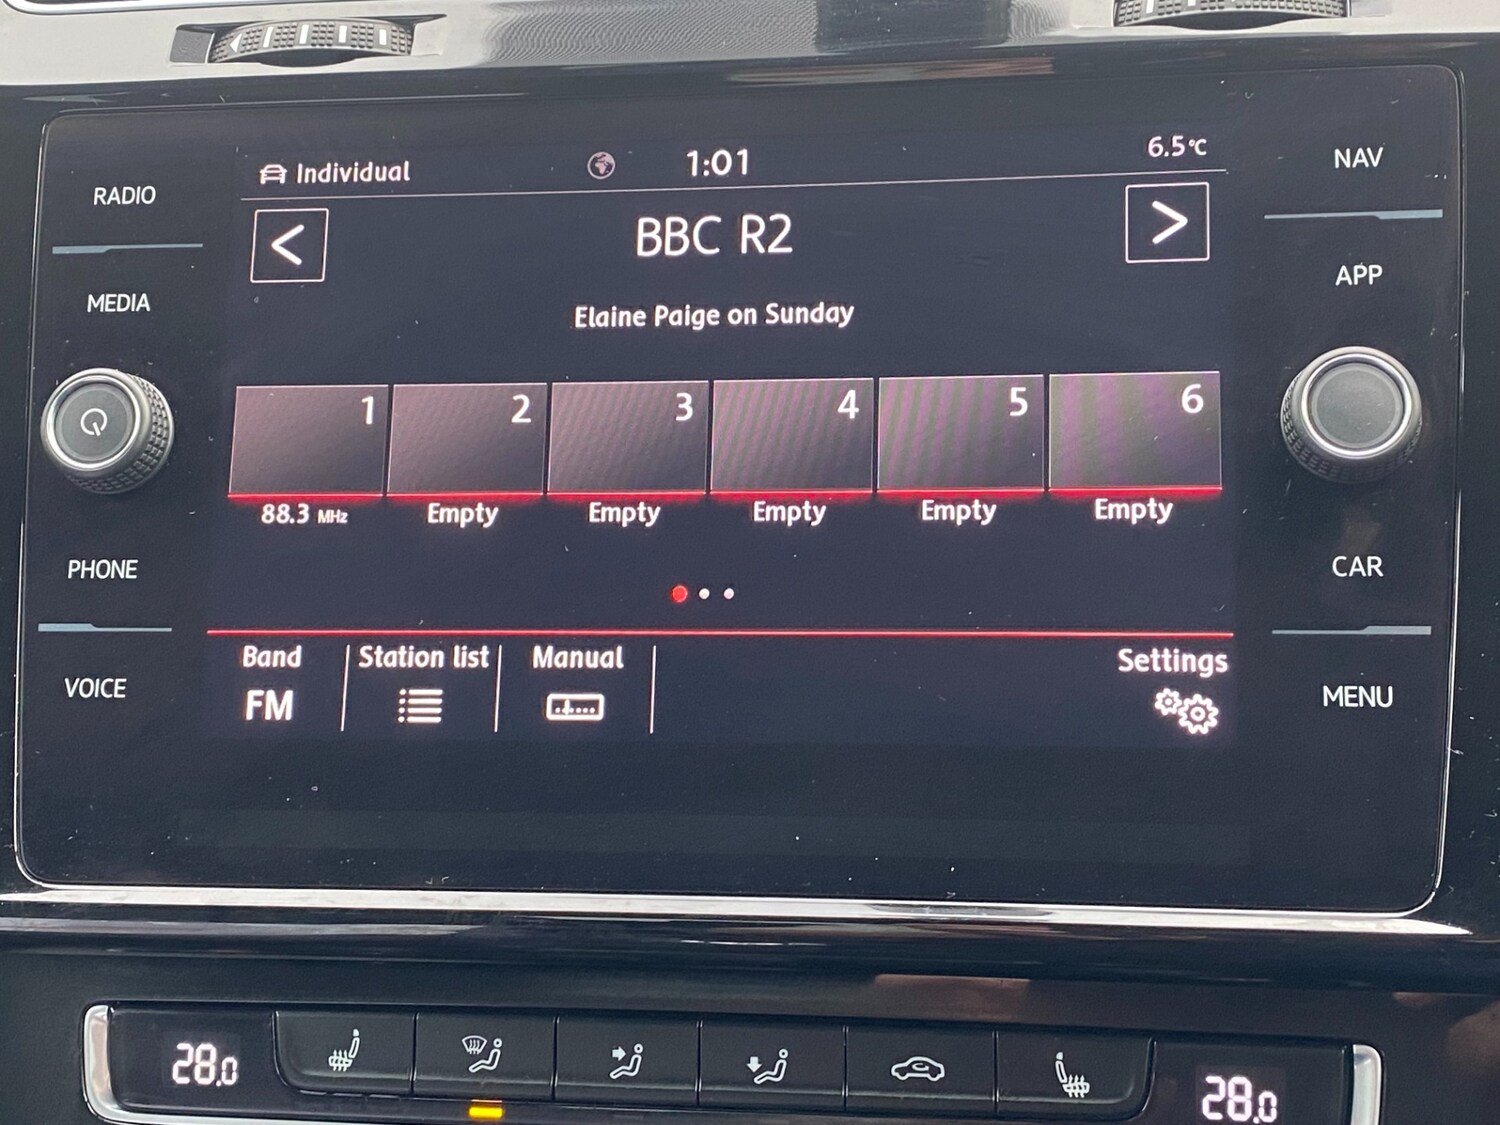 Individual 1:01 6.5°C
RADIO
NAV
<
BBC R2
>
MEDIA
APP
Elaine Paige on Sunday
1 2 3 4 5 6
88.3 MHz Empty Empty Empty Empty Empty
PHONE
CAR
Band Station list Manual Settings
FM
VOICE
MENU
28.0 28.0